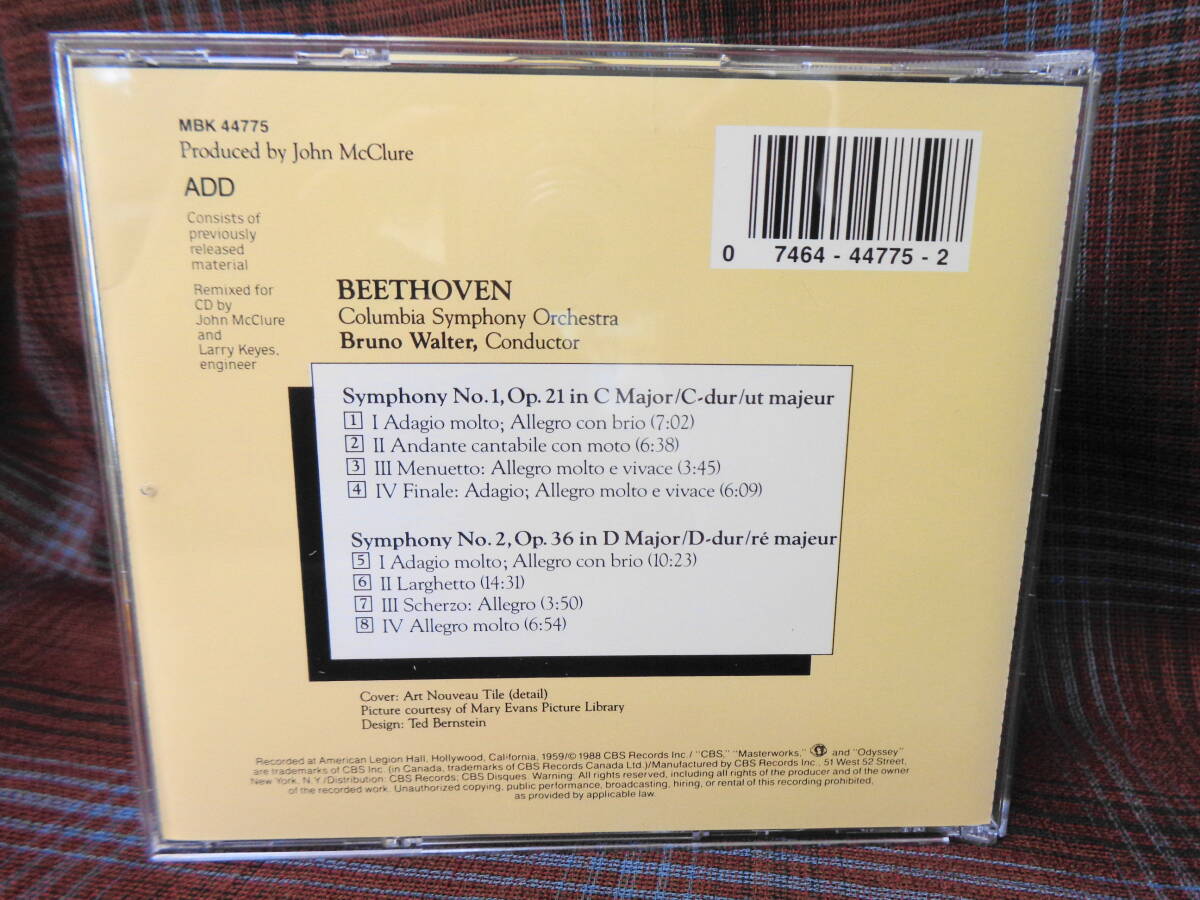 MBK 44775
Produced by John McClure
ADD
Consists of
previously
released
material
Remixed for
CD by
John McClure
and
Larry Keyes,
engineer
0 7464 - 44775 - 2
BEETHOVEN
Columbia Symphony Orchestra
Bruno Walter, Conductor
Symphony No. 1, Op. 21 in C Major/C-dur/ut majeur
1 I Adagio molto; Allegro con brio (7:02)
2 II Andante cantabile con moto (6:38)
3 III Menuetto: Allegro molto e vivace (3:45)
4 IV Finale: Adagio; Allegro molto e vivace (6:09)
Symphony No. 2, Op. 36 in D Major/D-dur/ré majeur
5 I Adagio molto; Allegro con brio (10:23)
6 II Larghetto (14:31)
7 III Scherzo: Allegro (3:50)
8 IV Allegro molto (6:54)
Cover: Art Nouveau Tile (detail)
Picture courtesy of Mary Evans Picture Library
Design: Ted Bernstein
Recorded at American Legion Hall, Hollywood, California, 1959/© 1988 CBS Records Inc./ "CBS," "Masterworks," and "Odyssey"
are trademarks of CBS Inc. (in Canada, trademarks of CBS Records Canada Ltd.)/Manufactured by CBS Records Inc., 51 West 52 Street,
New York, N.Y./Distribution: CBS Records; CBS Disques. Warning: All rights reserved, including all rights of the producer and of the owner
of the recorded work. Unauthorized copying, public performance, broadcasting, hiring, or rental of this recording prohibited,
as provided by applicable law.